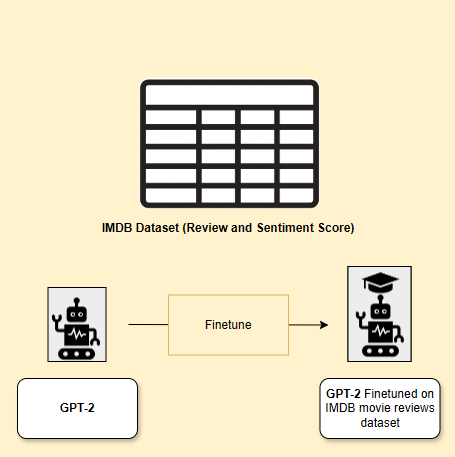 IMDB Dataset (Review and Sentiment Score)
Finetune
GPT-2
GPT-2 Finetuned on
IMDB movie reviews
dataset